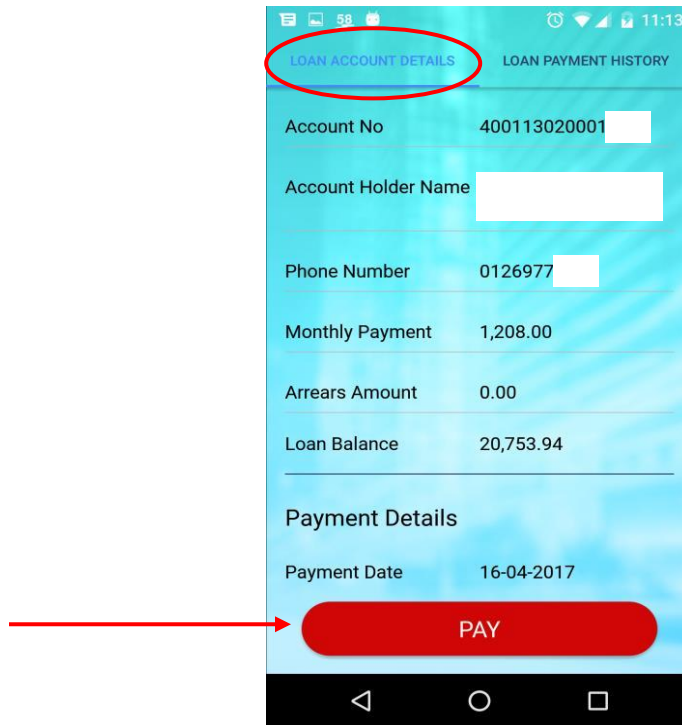 58 11:13
LOAN ACCOUNT DETAILS LOAN PAYMENT HISTORY
Account No 400113020001
Account Holder Name
Phone Number 0126977
Monthly Payment 1,208.00
Arrears Amount 0.00
Loan Balance 20,753.94
Payment Details
Payment Date 16-04-2017
PAY